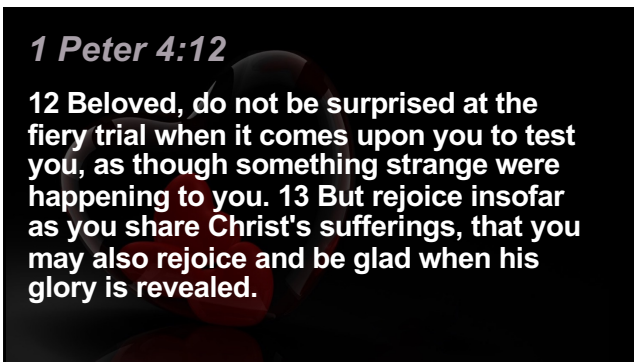 1 Peter 4:12
12 Beloved, do not be surprised at the
fiery trial when it comes upon you to test
you, as though something strange were
happening to you. 13 But rejoice insofar
as you share Christ's sufferings, that you
may also rejoice and be glad when his
glory is revealed.